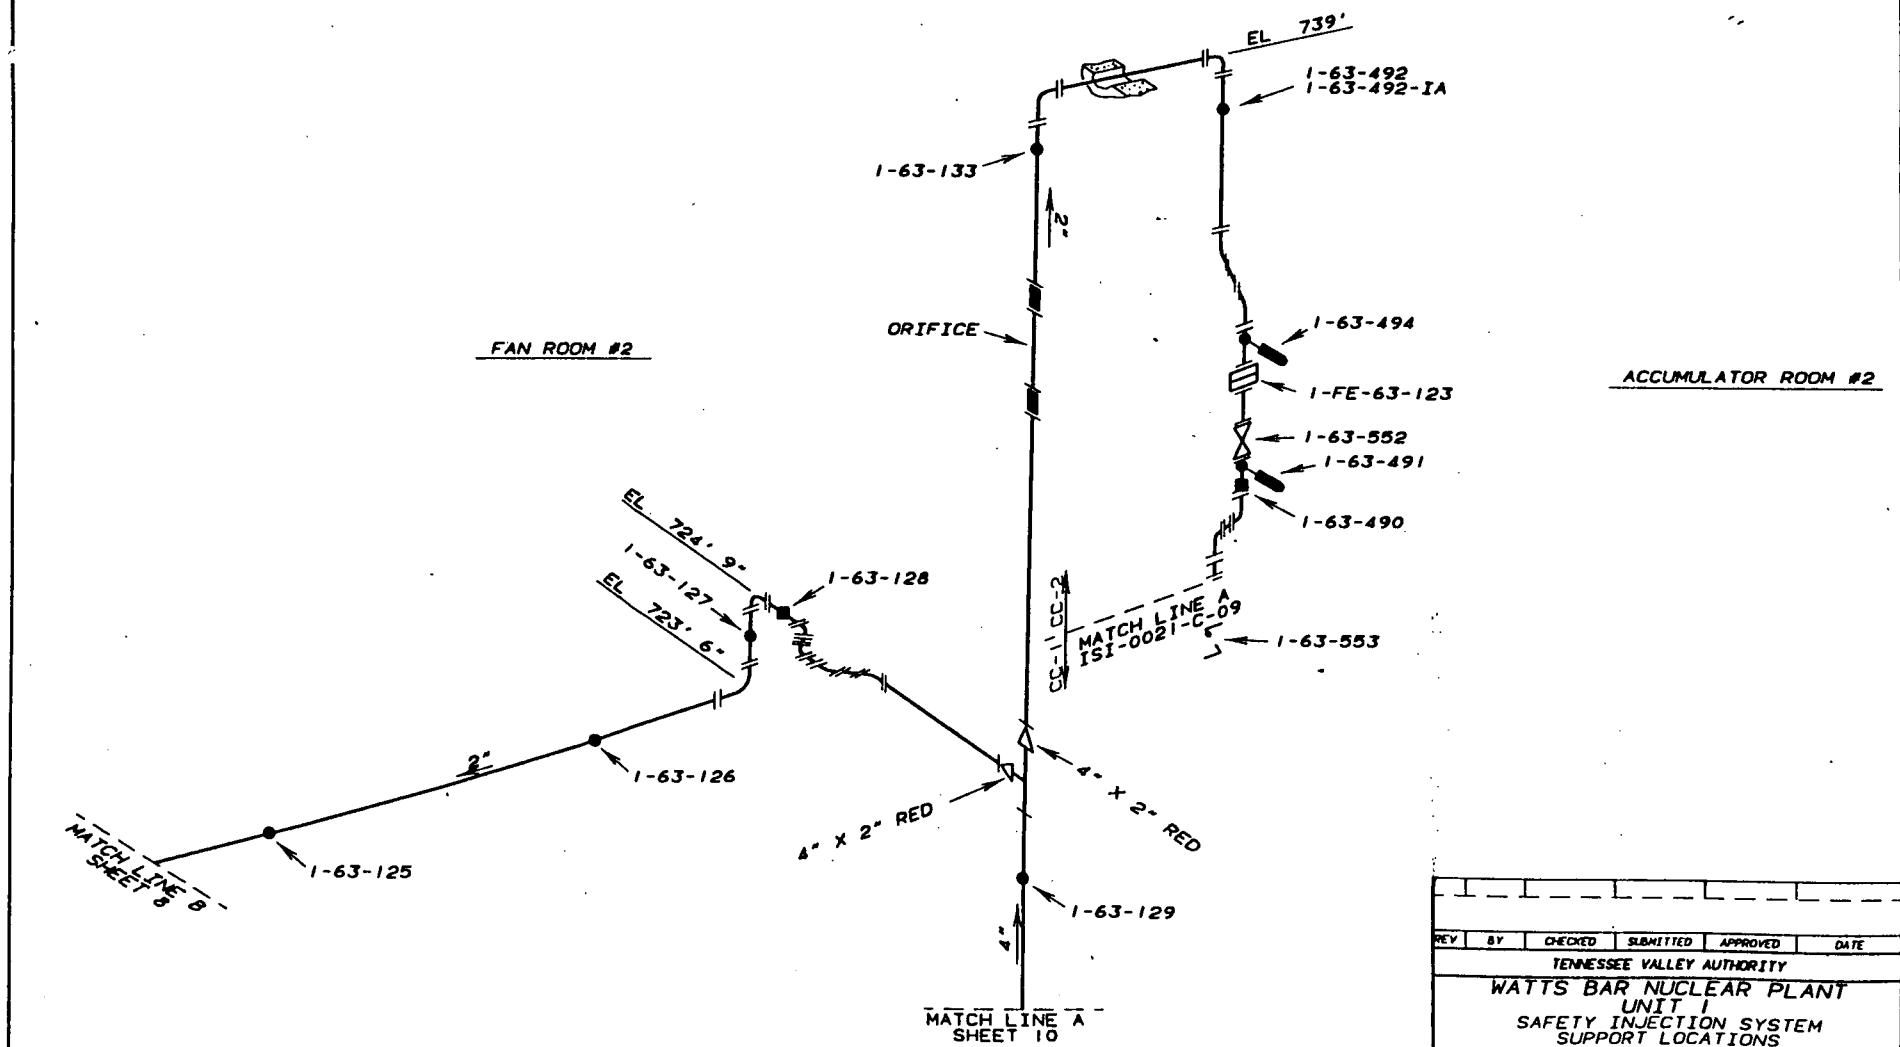 EL 739'
1-63-492
1-63-492-IA
1-63-133
2"
1-63-494
ORIFICE
FAN ROOM #2
ACCUMULATOR ROOM #2
1-FE-63-123
1-63-552
1-63-491
1-63-490
EL 724' 9"
1-63-127
1-63-128
EL 723' 6"
CC-1 CC-2
MATCH LINE A
ISI-0021-C-09
1-63-553
2"
1-63-126
4" X 2" RED
4" X 2" RED
1-63-125
MATCH LINE B
SHEET 8
1-63-129
4"
MATCH LINE A
SHEET 10
REV BY CHECKED SUBMITTED APPROVED DATE
TENNESSEE VALLEY AUTHORITY
WATTS BAR NUCLEAR PLANT
UNIT 1
SAFETY INJECTION SYSTEM
SUPPORT LOCATIONS